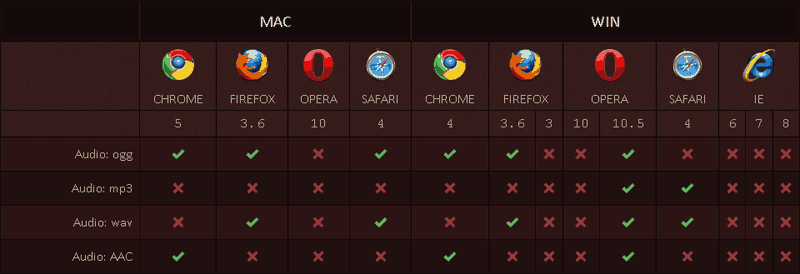 MAC WIN
CHROME FIREFOX OPERA SAFARI CHROME FIREFOX OPERA SAFARI IE
5 3.6 10 4 4 3.6 3 10 10.5 4 6 7 8
Audio: ogg
Audio: mp3
Audio: wav
Audio: AAC